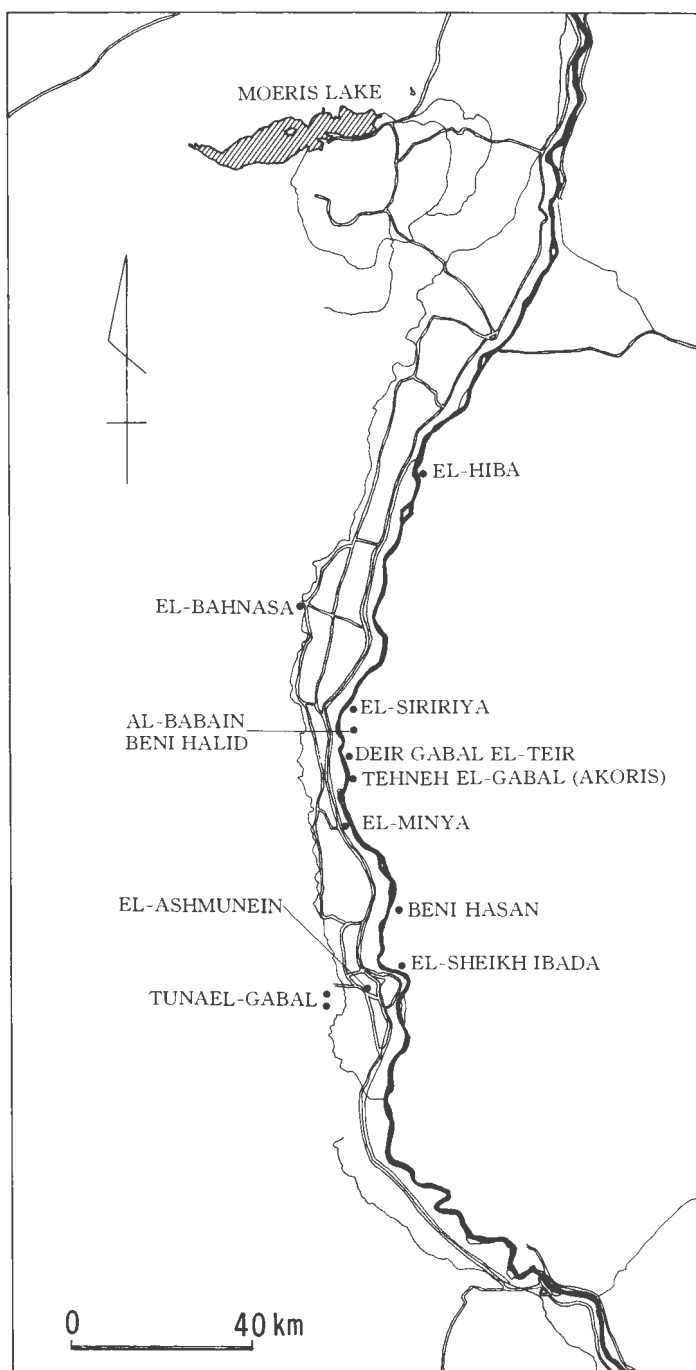 MOERIS LAKE
EL-HIBA
EL-BAHNASA
EL-SIRIRIYA
AL-BABAIN
BENI HALID
DEIR GABAL EL-TEIR
TEHNEH EL-GABAL (AKORIS)
EL-MINYA
EL-ASHMUNEIN
BENI HASAN
EL-SHEIKH IBADA
TUNAEL-GABAL
0 40 km